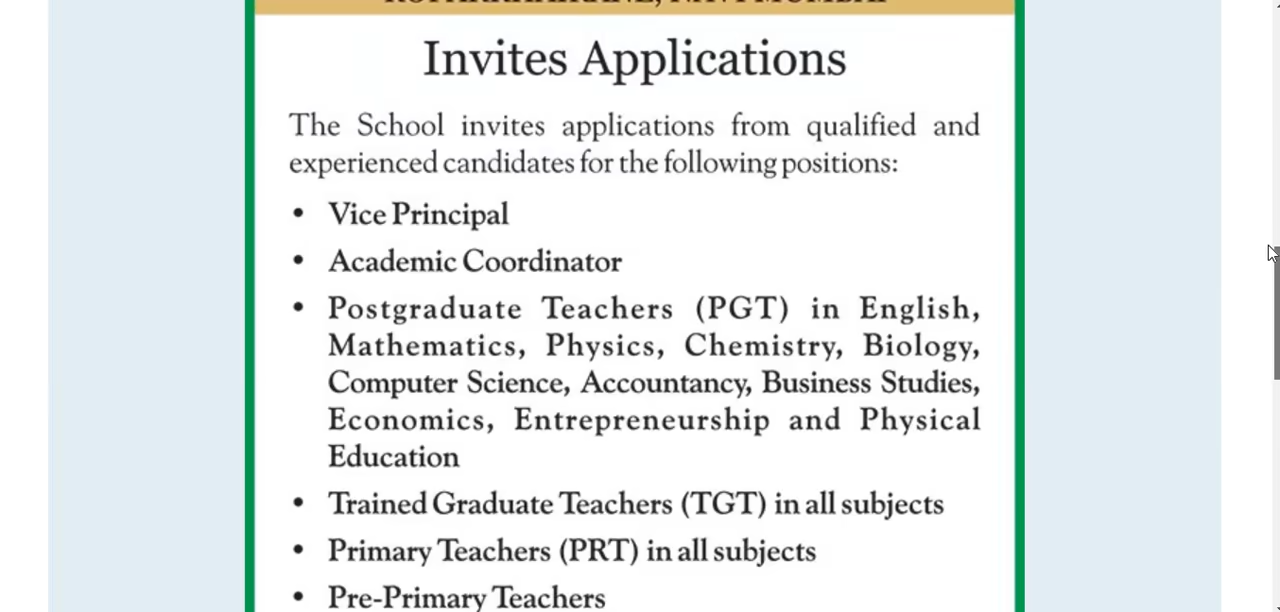 Invites Applications
The School invites applications from qualified and
experienced candidates for the following positions:
• Vice Principal
• Academic Coordinator
• Postgraduate Teachers (PGT) in English,
Mathematics, Physics, Chemistry, Biology,
Computer Science, Accountancy, Business Studies,
Economics, Entrepreneurship and Physical
Education
• Trained Graduate Teachers (TGT) in all subjects
• Primary Teachers (PRT) in all subjects
• Pre-Primary Teachers